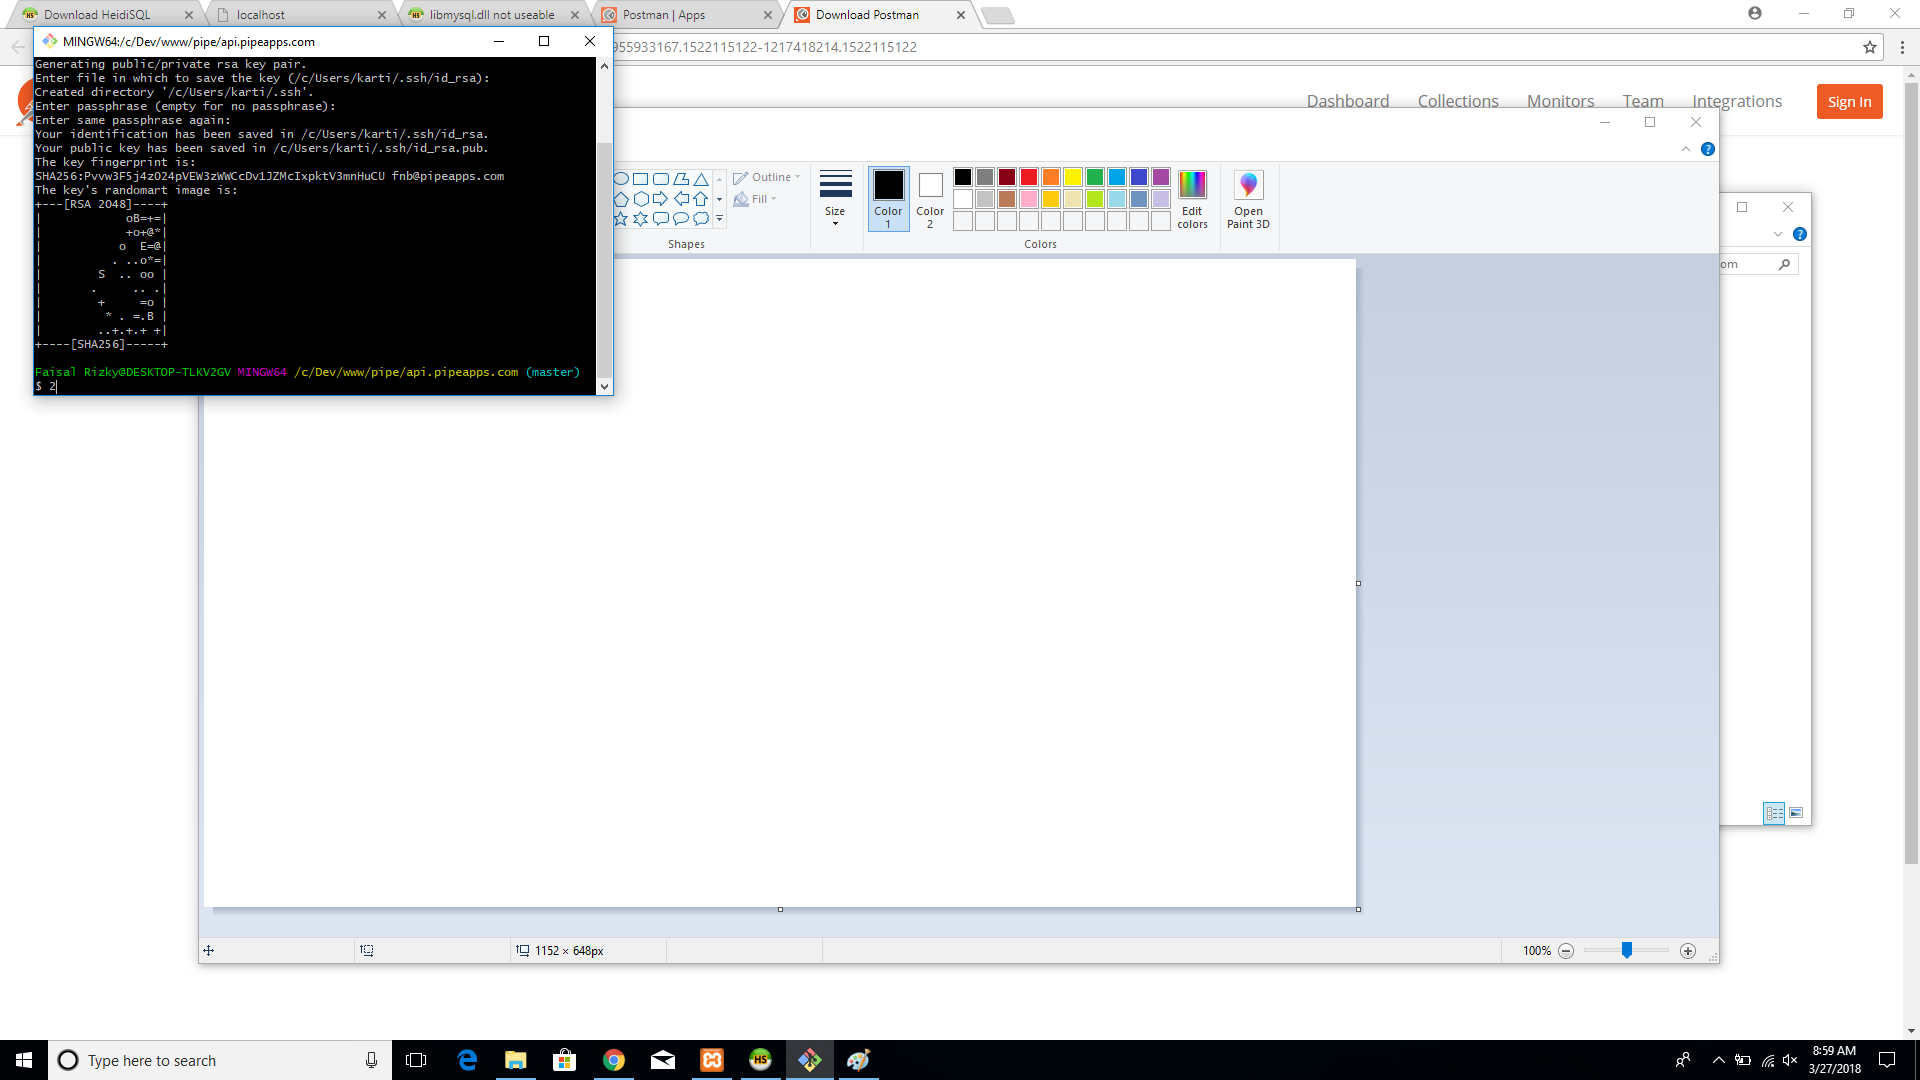 Download HeidiSQL
localhost
libmysql.dll not useable
Postman | Apps
Download Postman
MINGW64:/c/Dev/www/pipe/api.pipeapps.com
955933167.1522115122-1217418214.1522115122
Generating public/private rsa key pair.
Enter file in which to save the key (/c/Users/karti/.ssh/id_rsa):
Created directory '/c/Users/karti/.ssh'.
Enter passphrase (empty for no passphrase):
Enter same passphrase again:
Your identification has been saved in /c/Users/karti/.ssh/id_rsa.
Your public key has been saved in /c/Users/karti/.ssh/id_rsa.pub.
The key fingerprint is:
SHA256:Pvvw3F5j4zO24pVEW3zWWCcDv1JZMcIxpktV3mnHuCU fnb@pipeapps.com
The key's randomart image is:
+---[RSA 2048]----+
|            oB=+=|
|            +o+@*|
|           o  E=@|
|          . ..o*=|
|        S  .. oo |
|       .     .. .|
|        +     =o |
|         * . =.B |
|        ..+.+.+ +|
+----[SHA256]-----+
Faisal Rizky@DESKTOP-TLKV2GV MINGW64 /c/Dev/www/pipe/api.pipeapps.com (master)
$ 2
Dashboard
Collections
Monitors
Team
Integrations
Sign In
Outline
Fill
Shapes
Size
Color 1
Color 2
Colors
Edit colors
Open Paint 3D
om
1152 × 648px
100%
Type here to search
HS
8:59 AM
3/27/2018